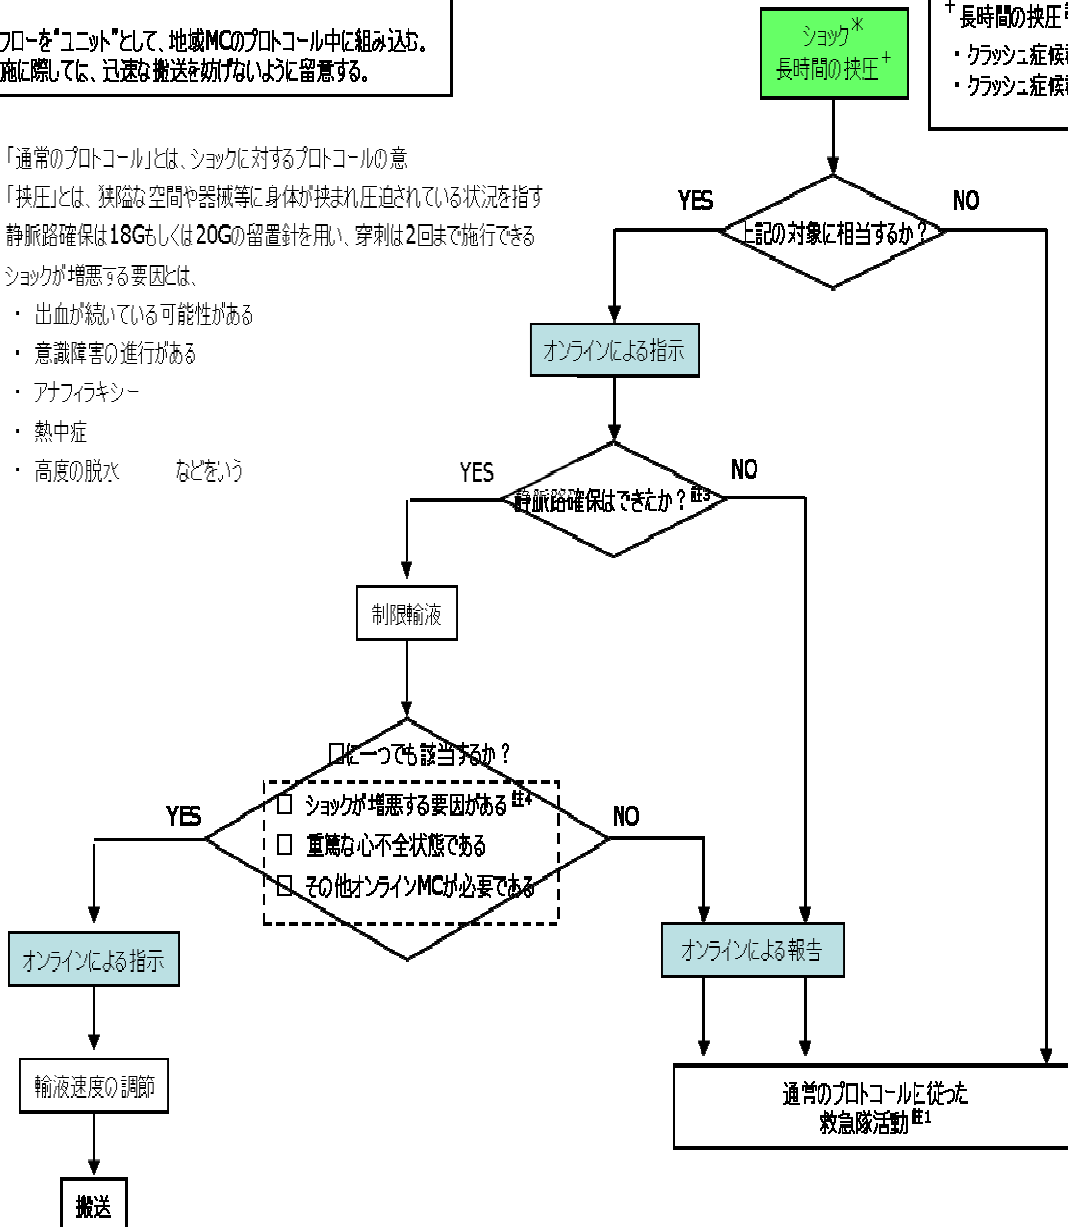 フローを“ユニット”として、地域MCのプロトコール中に組み込む。
施に際しては、迅速な搬送を妨げないように留意する。
ショック*
長時間の挟圧+
+長時間の挟圧
・クラッシュ症候
・クラッシュ症候
「通常のプロトコール」とは、ショックに対するプロトコールの意
「挟圧」とは、狭隘な空間や器械等に身体が挟まれ圧迫されている状況を指す
静脈路確保は18Gもしくは20Gの留置針を用い、穿刺は2回まで施行できる
ショックが増悪する要因とは、
・ 出血が続いている可能性がある
・ 意識障害の進行がある
・ アナフィラキシー
・ 熱中症
・ 高度の脱水 などをいう
YES
NO
上記の対象に相当するか?
オンラインによる指示
YES
NO
静脈路確保はできたか?註3
制限輸液
□に一つでも該当するか?
□ ショックが増悪する要因がある註4
□ 重篤な心不全状態である
□ その他オンラインMCが必要である
YES
NO
オンラインによる指示
オンラインによる報告
輸液速度の調節
通常のプロトコールに従った
救急隊活動註1
搬送